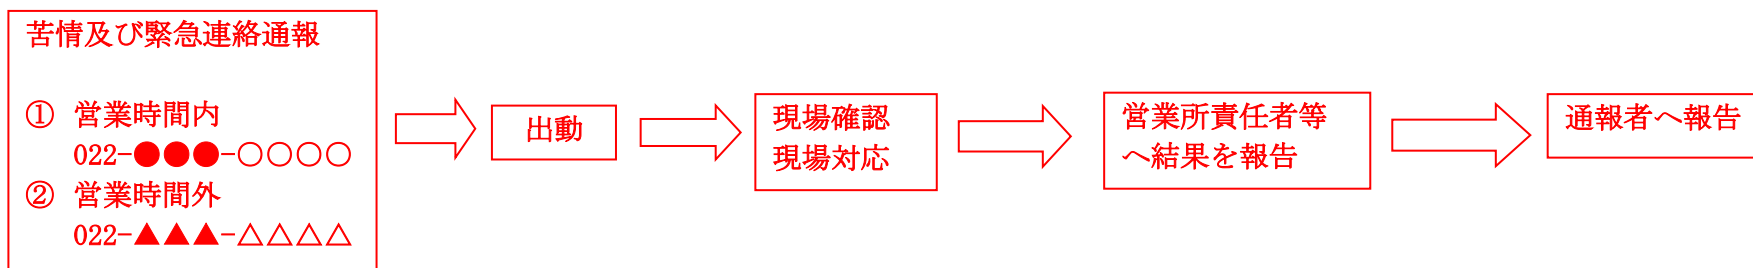 苦情及び緊急連絡通報
① 営業時間内
022-●●●-○○○○
② 営業時間外
022-▲▲▲-△△△△
出動
現場確認
現場対応
営業所責任者等
へ結果を報告
通報者へ報告